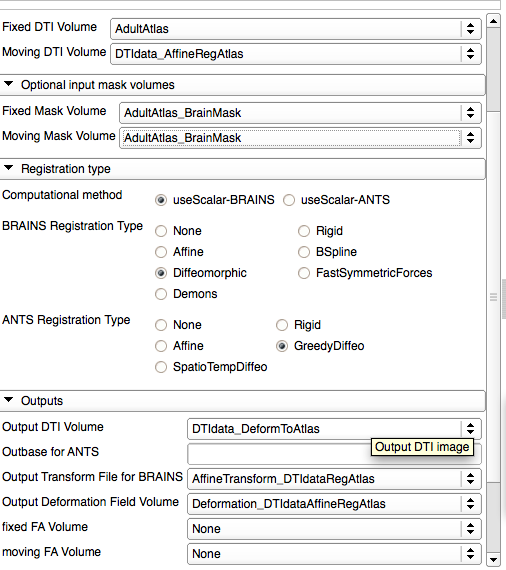 Fixed DTI Volume AdultAtlas
Moving DTI Volume DTIdata_AffineRegAtlas
Optional input mask volumes
Fixed Mask Volume AdultAtlas_BrainMask
Moving Mask Volume AdultAtlas_BrainMask
Registration type
Computational method useScalar-BRAINS useScalar-ANTS
BRAINS Registration Type None Rigid
Affine BSpline
Diffeomorphic FastSymmetricForces
Demons
ANTS Registration Type None Rigid
Affine GreedyDiffeo
SpatioTempDiffeo
Outputs
Output DTI Volume DTIdata_DeformToAtlas
Output DTI image
Outbase for ANTS
Output Transform File for BRAINS AffineTransform_DTIdataRegAtlas
Output Deformation Field Volume Deformation_DTIdataAffineRegAtlas
fixed FA Volume None
moving FA Volume None